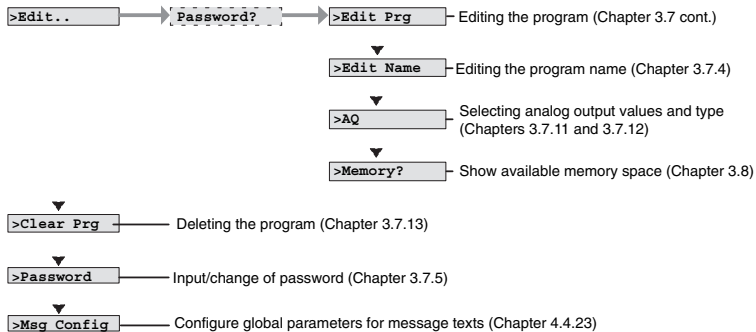 >Edit..
Password?
>Edit Prg
Editing the program (Chapter 3.7 cont.)
>Edit Name
Editing the program name (Chapter 3.7.4)
>AQ
Selecting analog output values and type
(Chapters 3.7.11 and 3.7.12)
>Memory?
Show available memory space (Chapter 3.8)
>Clear Prg
Deleting the program (Chapter 3.7.13)
>Password
Input/change of password (Chapter 3.7.5)
>Msg Config
Configure global parameters for message texts (Chapter 4.4.23)